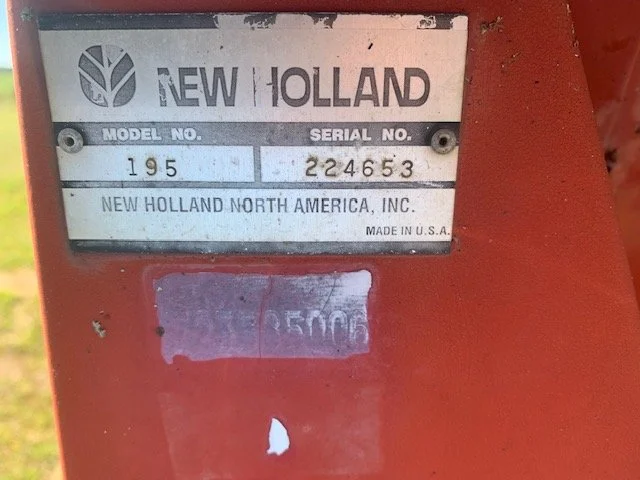 NEW HOLLAND
MODEL NO. SERIAL NO.
195 224653
NEW HOLLAND NORTH AMERICA, INC.
MADE IN U.S.A.